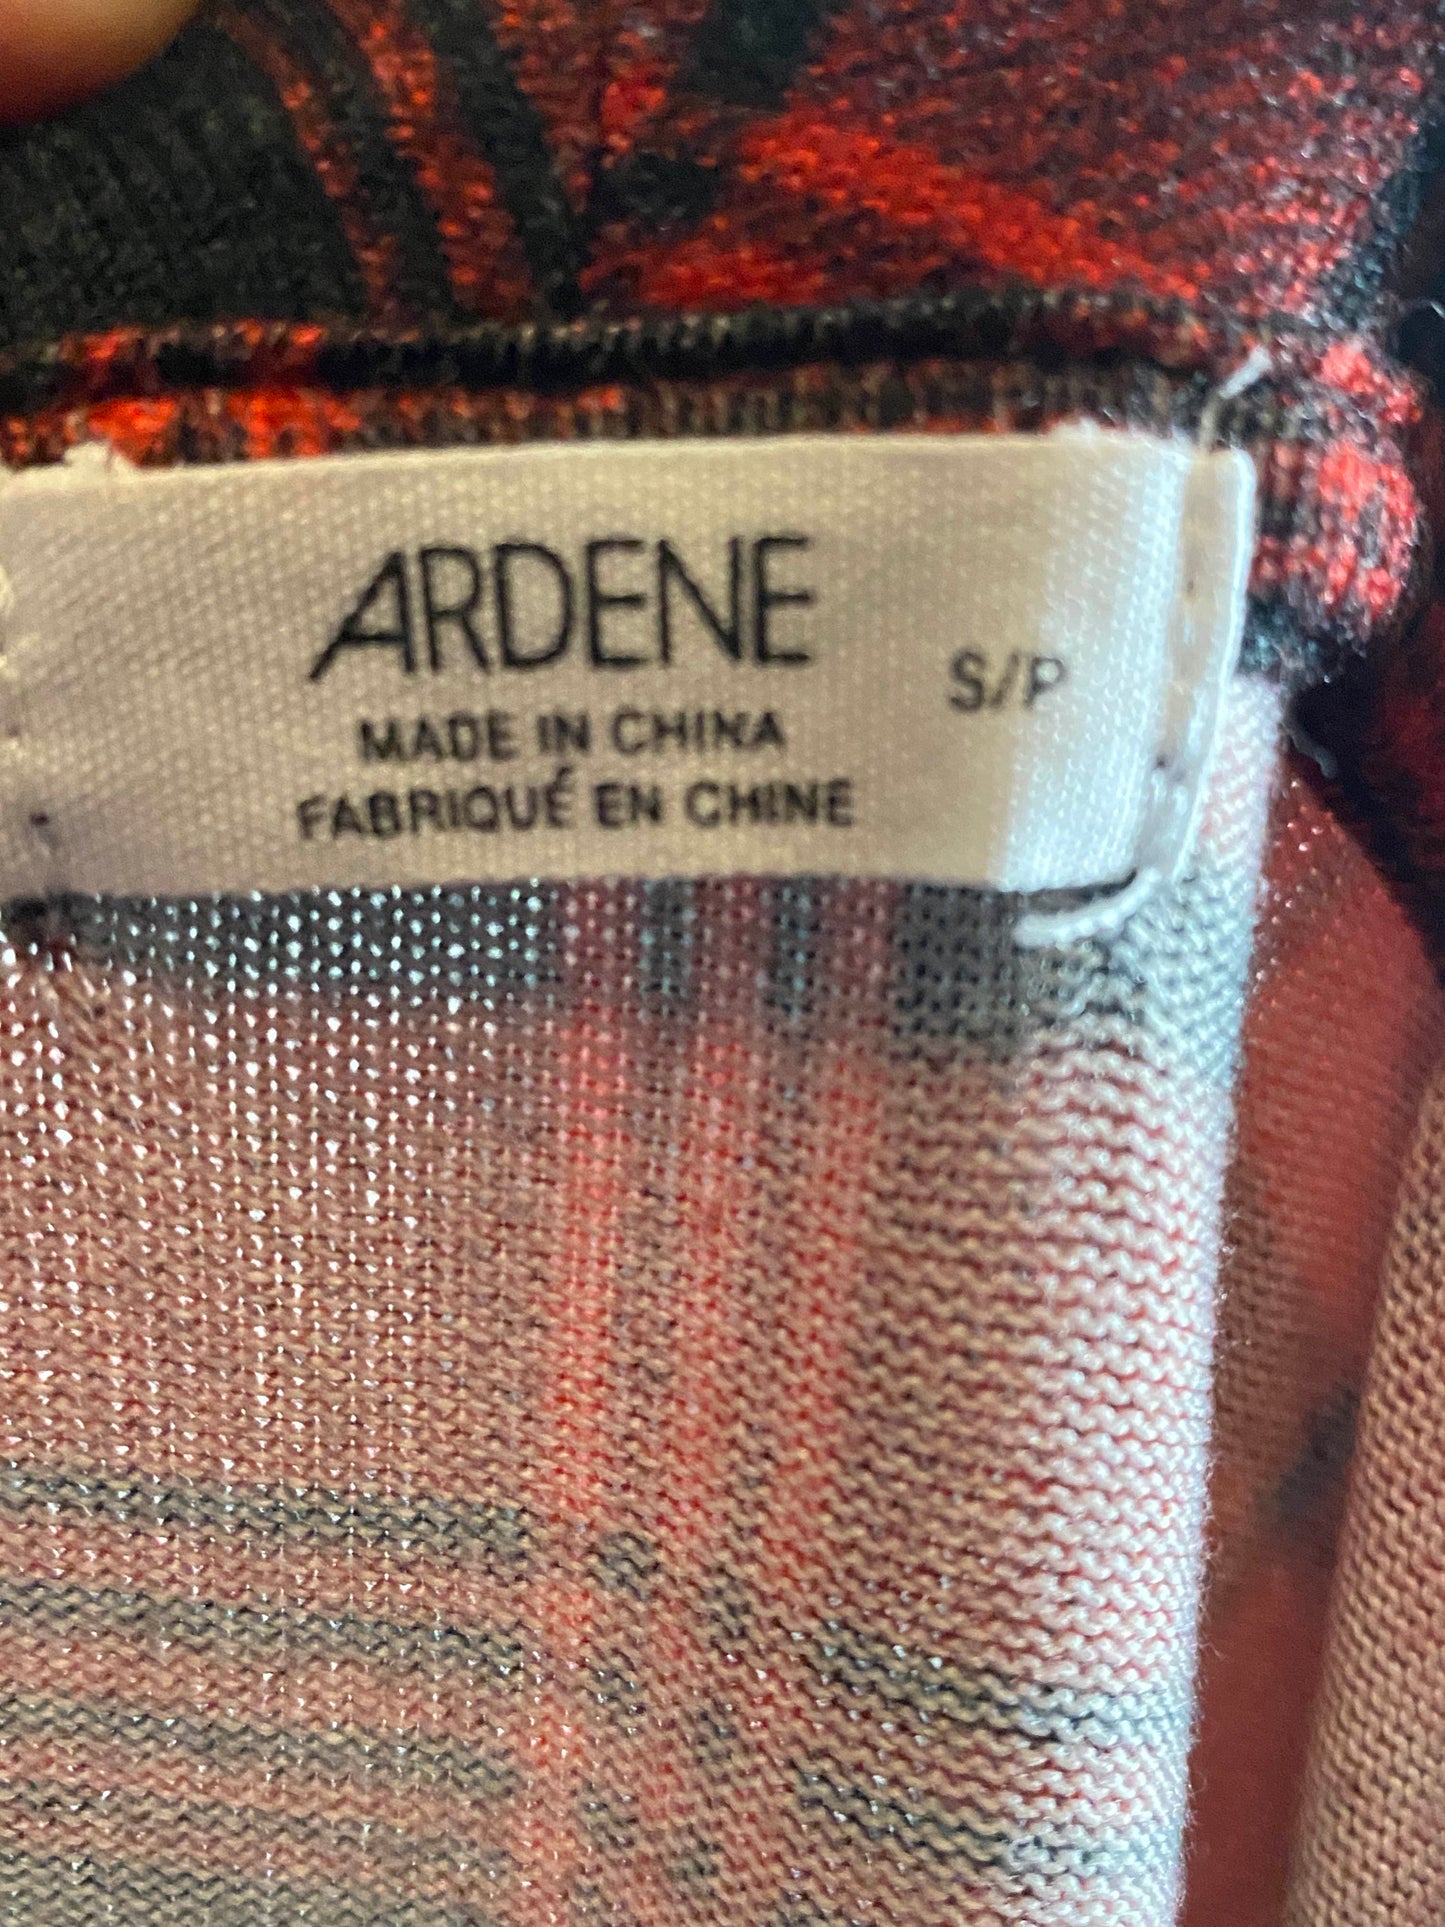 ARDENE
S/P
MADE IN CHINA
FABRIQUÉ EN CHINE